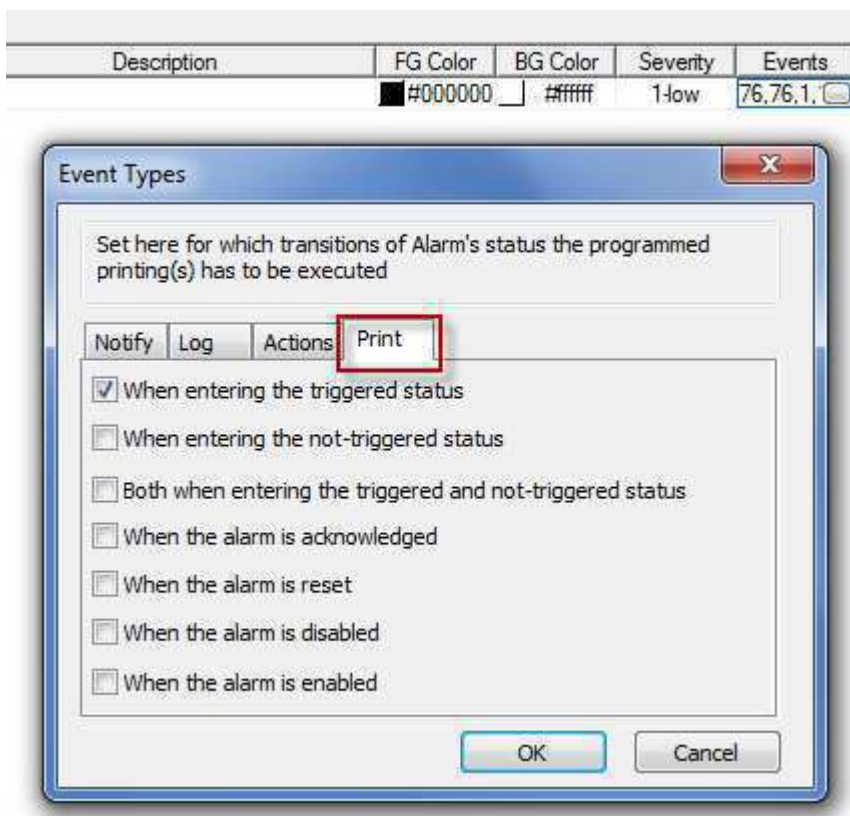 Description FG Color BG Color Severity Events
#000000 #ffffff 1-low 76,76,1,
Event Types
Set here for which transitions of Alarm's status the programmed
printing(s) has to be executed
Notify Log Actions Print
When entering the triggered status
When entering the not-triggered status
Both when entering the triggered and not-triggered status
When the alarm is acknowledged
When the alarm is reset
When the alarm is disabled
When the alarm is enabled
OK Cancel